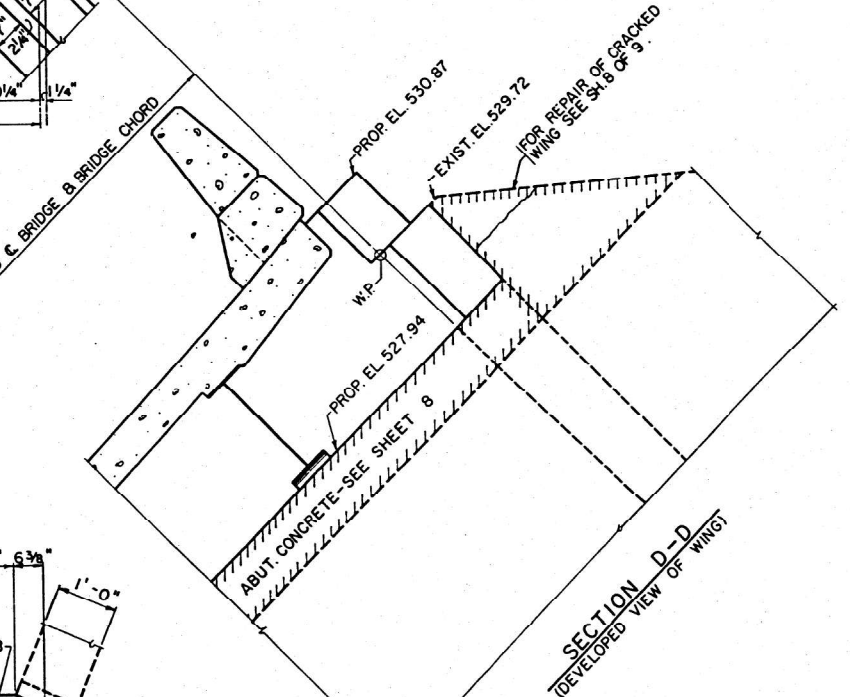 2¼"
1¼"
℄ BRIDGE & BRIDGE CHORD
PROP. EL. 530.87
EXIST. EL. 529.72
FOR REPAIR OF CRACKED
WING SEE SH. 8 OF 9.
W.P.
PROP. EL. 527.94
ABUT. CONCRETE-SEE SHEET 8
SECTION D-D
(DEVELOPED VIEW OF WING)
6⅜"
1'-0"